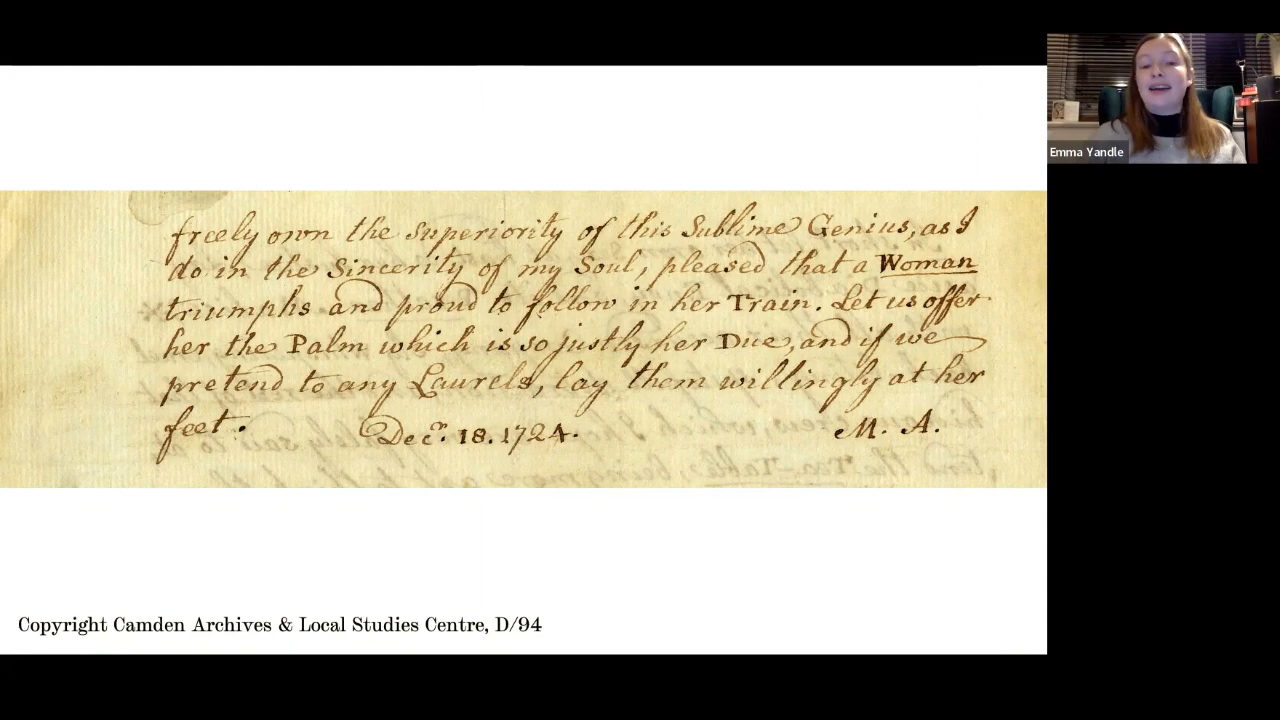 Emma Yandle
freely own the Superiority of this Sublime Genius, as I
do in the Sincerity of my Soul, pleased that a Woman
triumphs and proud to follow in her Train. Let us offer
her the Palm which is so justly her Due, and if we
pretend to any Laurels, lay them willingly at her
feet. Decr. 18. 1724. M. A.
Copyright Camden Archives & Local Studies Centre, D/94